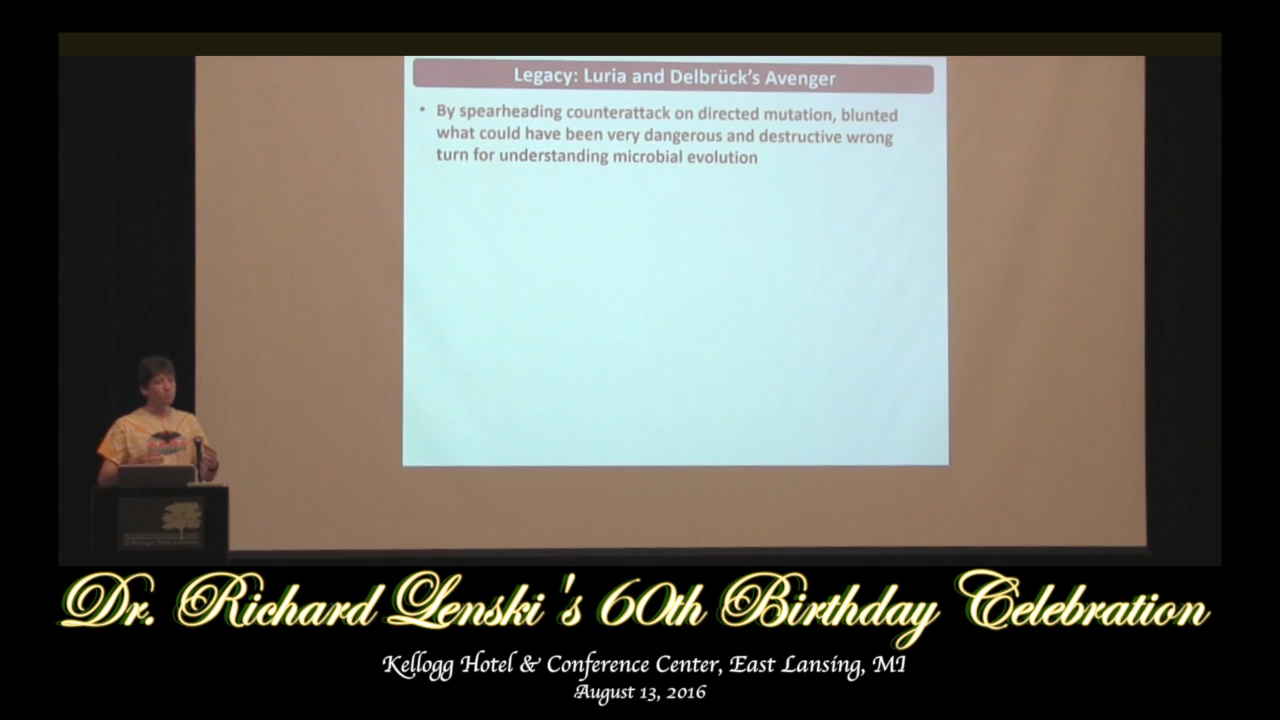 Legacy: Luria and Delbrück's Avenger
• By spearheading counterattack on directed mutation, blunted
what could have been very dangerous and destructive wrong
turn for understanding microbial evolution
Dr. Richard Lenski's 60th Birthday Celebration
Kellogg Hotel & Conference Center, East Lansing, MI
August 13, 2016